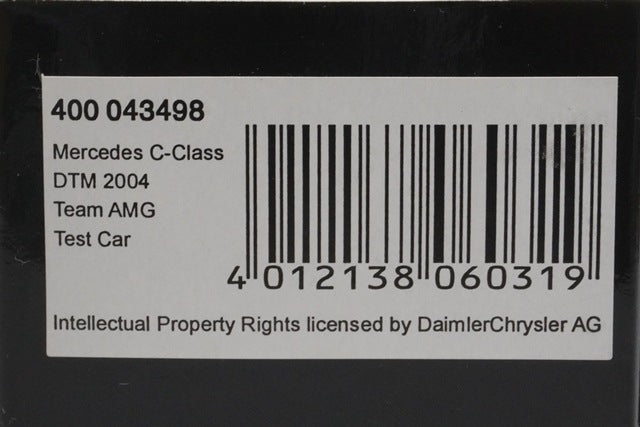 400 043498
Mercedes C-Class
DTM 2004
Team AMG
Test Car
4 012138 060319
Intellectual Property Rights licensed by DaimlerChrysler AG